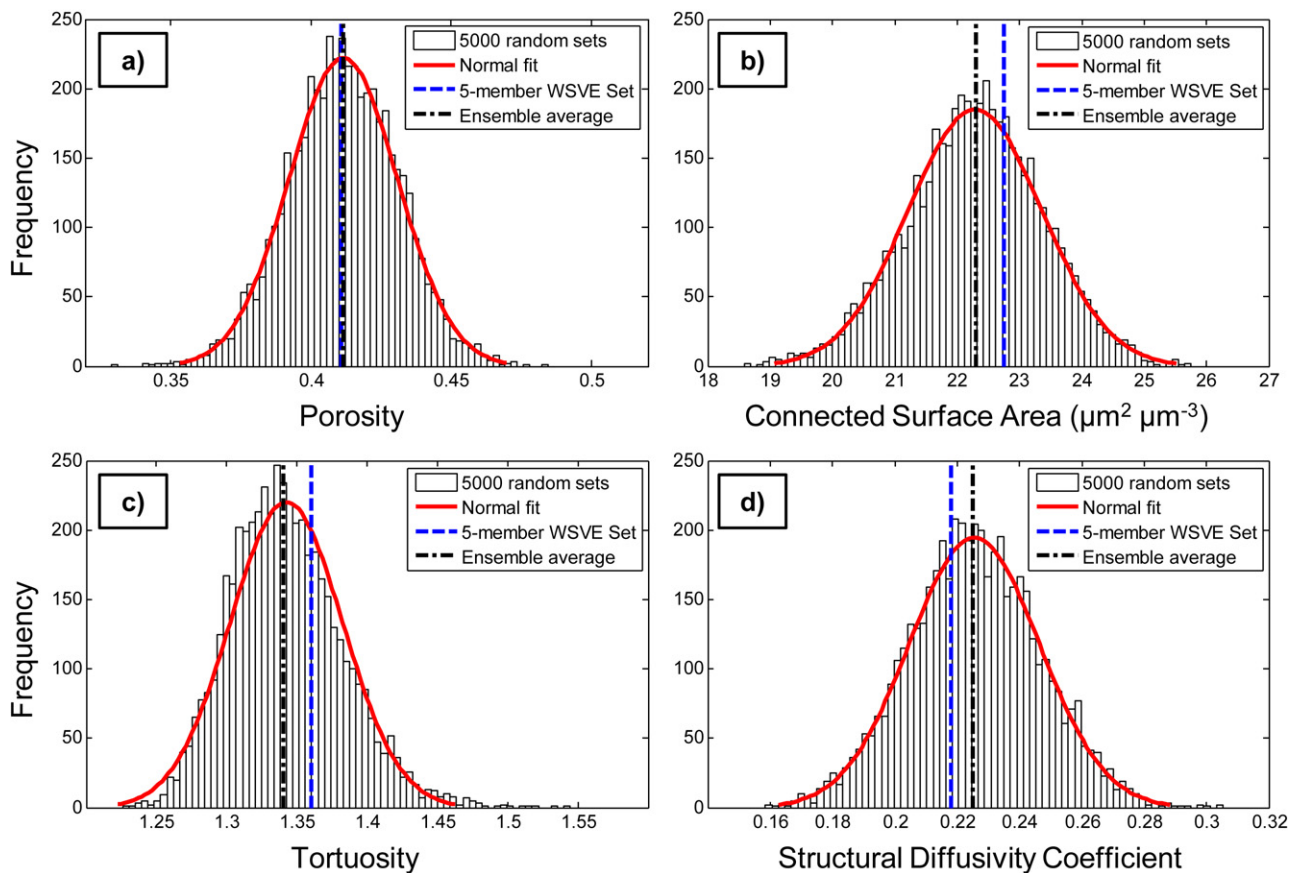 a)
250
200
150
100
50
0
Frequency
5000 random sets
Normal fit
5-member WSVE Set
Ensemble average
0.35 0.4 0.45 0.5
Porosity
b)
250
200
150
100
50
0
5000 random sets
Normal fit
5-member WSVE Set
Ensemble average
18 19 20 21 22 23 24 25 26 27
Connected Surface Area (µm² µm⁻³)
c)
250
200
150
100
50
0
Frequency
5000 random sets
Normal fit
5-member WSVE Set
Ensemble average
1.25 1.3 1.35 1.4 1.45 1.5 1.55
Tortuosity
d)
250
200
150
100
50
0
5000 random sets
Normal fit
5-member WSVE Set
Ensemble average
0.16 0.18 0.2 0.22 0.24 0.26 0.28 0.3 0.32
Structural Diffusivity Coefficient